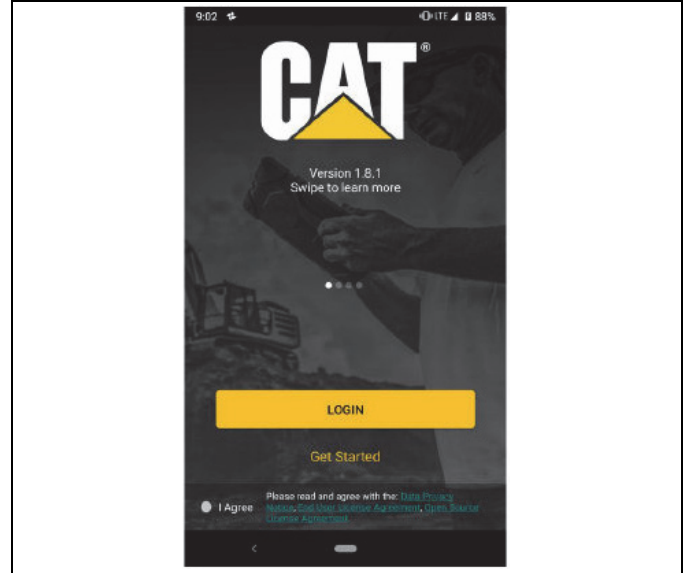 9:02
LTE 88%
CAT®
Version 1.8.1
Swipe to learn more
LOGIN
Get Started
I Agree
Please read and agree with the: Data Privacy
Notice, End User License Agreement, Open Source
License Agreement